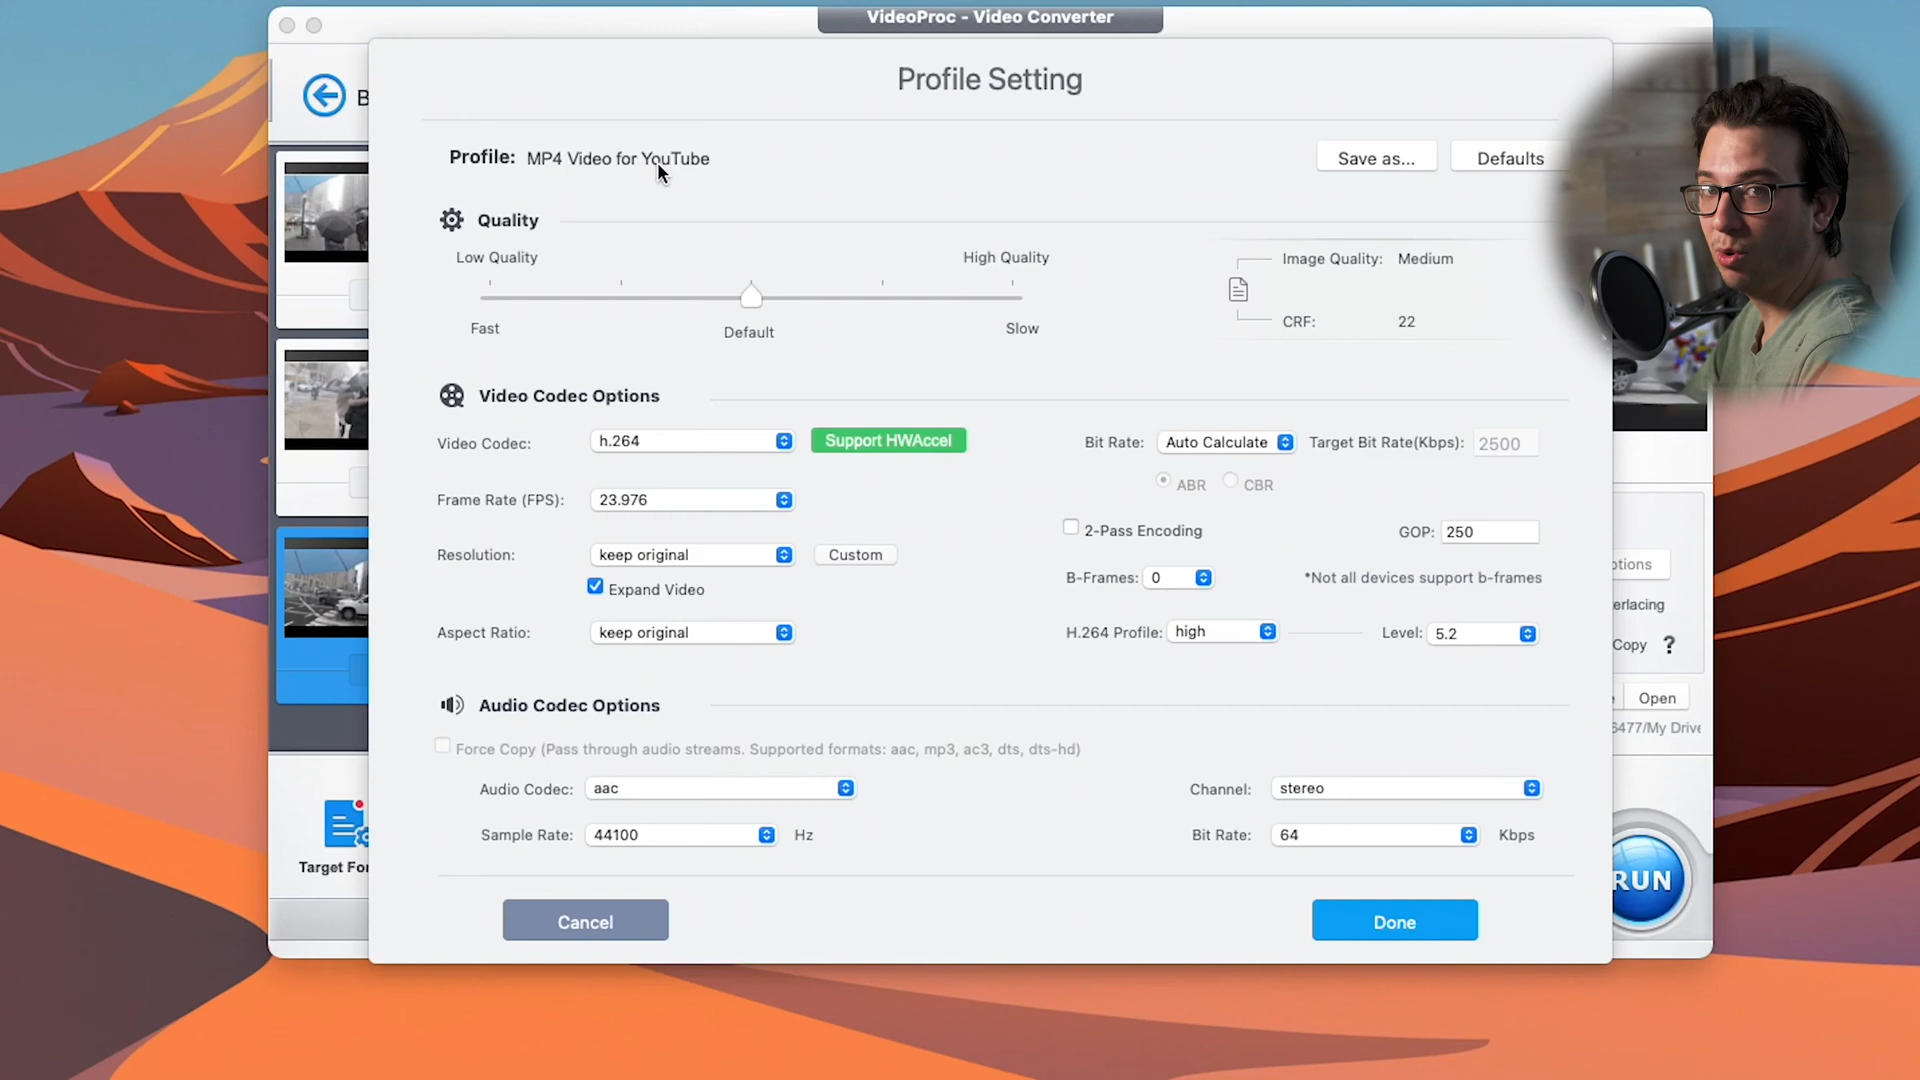 VideoProc - Video Converter
B
Profile Setting
Profile: MP4 Video for YouTube
Save as...
Defaults
Quality
Low Quality
High Quality
Fast
Default
Slow
Image Quality: Medium
CRF: 22
Video Codec Options
Video Codec: h.264
Support HWAccel
Bit Rate: Auto Calculate
Target Bit Rate(Kbps): 2500
ABR
CBR
Frame Rate (FPS): 23.976
2-Pass Encoding
GOP: 250
Resolution: keep original
Custom
Expand Video
B-Frames: 0
*Not all devices support b-frames
Aspect Ratio: keep original
H.264 Profile: high
Level: 5.2
ptions
erlacing
Copy ?
Open
6477/My Drive
Audio Codec Options
Force Copy (Pass through audio streams. Supported formats: aac, mp3, ac3, dts, dts-hd)
Audio Codec: aac
Channel: stereo
Sample Rate: 44100 Hz
Bit Rate: 64 Kbps
Target For
RUN
Cancel
Done